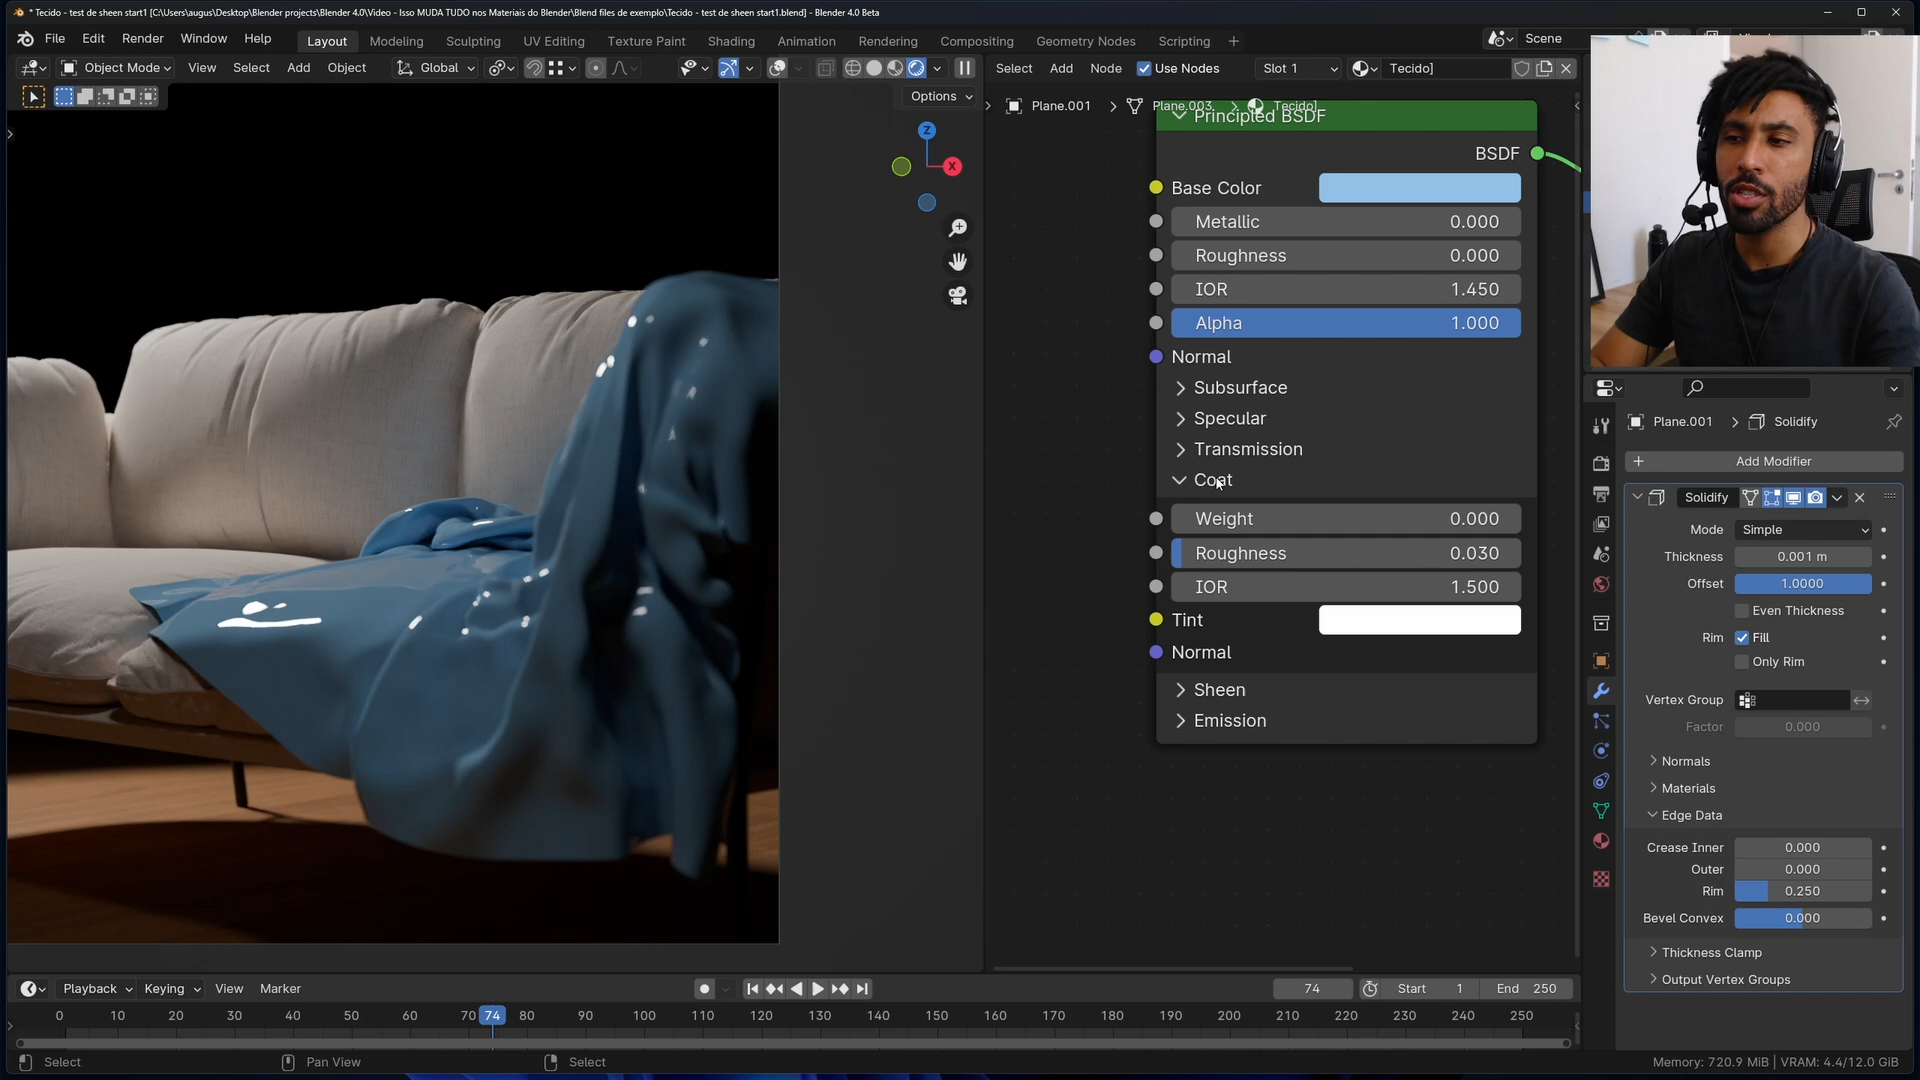 * Tecido - test de sheen start1 [C:\Users\augus\Desktop\Blender projects\Blender 4.0\Video - Isso MUDA TUDO nos Materiais do Blender\Blend files de exemplo\Tecido - test de sheen start1.blend] - Blender 4.0 Beta
File Edit Render Window Help Layout Modeling Sculpting UV Editing Texture Paint Shading Animation Rendering Compositing Geometry Nodes Scripting + Scene
Object Mode View Select Add Object Global
Select Add Node Use Nodes Slot 1 Tecido]
Options
Plane.001 > Plane.003 > Tecido]
Z
X
Principled BSDF
BSDF
Base Color
Metallic 0.000
Roughness 0.000
IOR 1.450
Alpha 1.000
Normal
Subsurface
Specular
Transmission
Coat
Weight 0.000
Roughness 0.030
IOR 1.500
Tint
Normal
Sheen
Emission
Plane.001 > Solidify
+ Add Modifier
Solidify
Mode Simple
Thickness 0.001 m
Offset 1.0000
Even Thickness
Rim Fill
Only Rim
Vertex Group
Factor 0.000
Normals
Materials
Edge Data
Crease Inner 0.000
Outer 0.000
Rim 0.250
Bevel Convex 0.000
Thickness Clamp
Output Vertex Groups
Playback Keying View Marker
74 Start 1 End 250
0 10 20 30 40 50 60 70 74 80 90 100 110 120 130 140 150 160 170 180 190 200 210 220 230 240 250
Select Pan View Select
Memory: 720.9 MiB | VRAM: 4.4/12.0 GiB